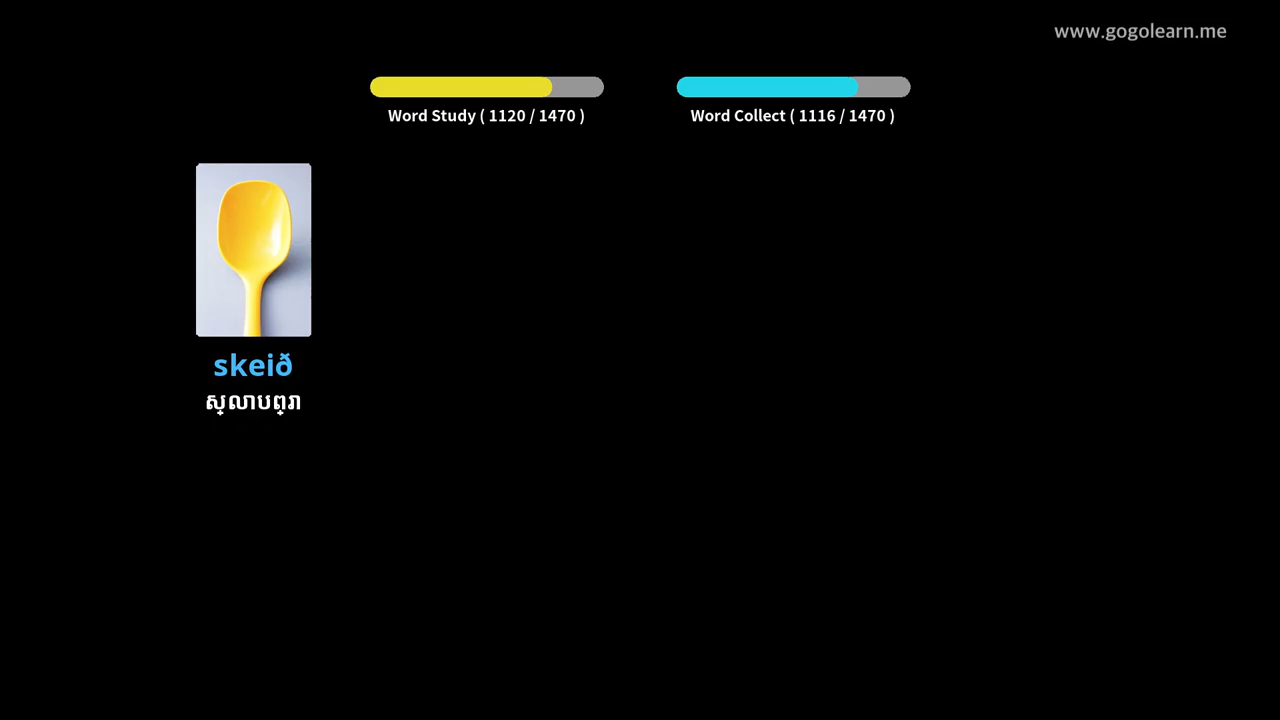 www.gogolearn.me
Word Study ( 1120 / 1470 )
Word Collect ( 1116 / 1470 )
skeið
ស្លាបព្រា